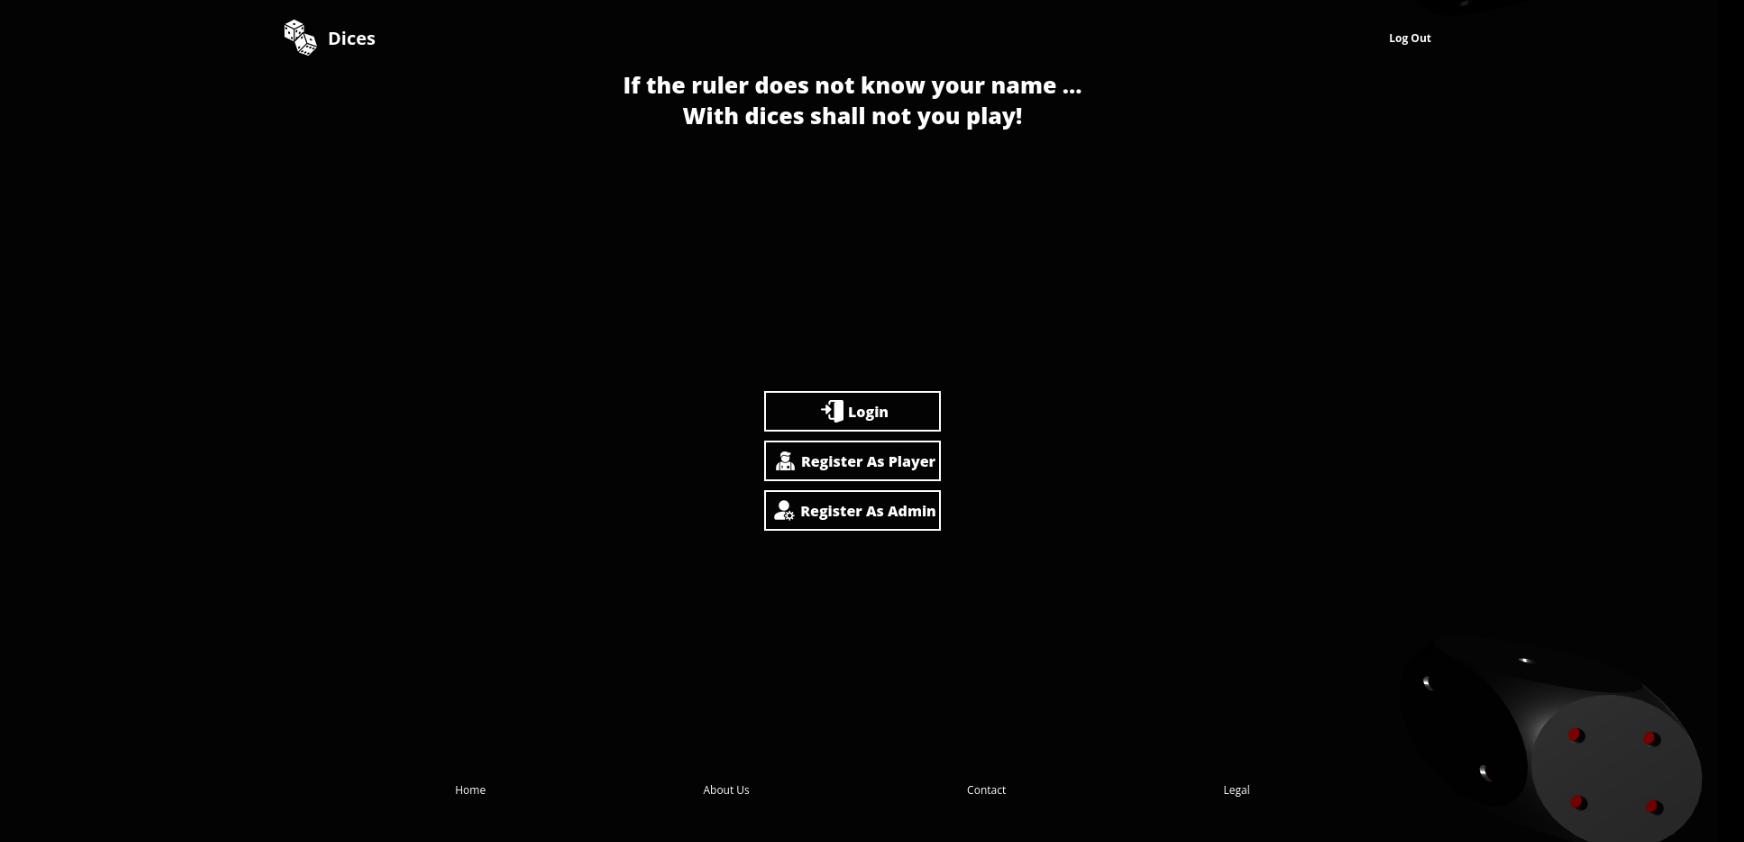 Dices
Log Out
If the ruler does not know your name ...
With dices shall not you play!
Login
Register As Player
Register As Admin
Home
About Us
Contact
Legal